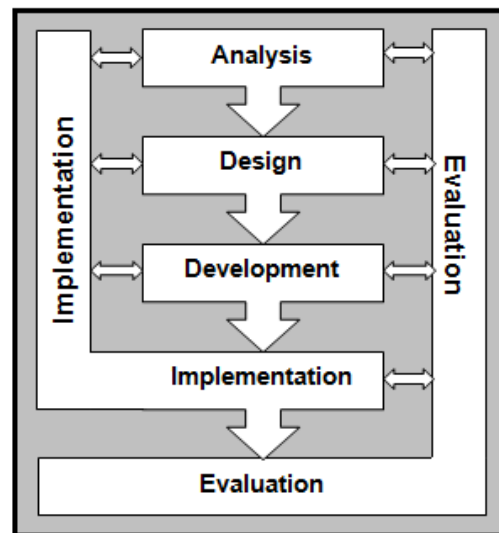 Analysis
Design
Development
Implementation
Evaluation
Implementation
Evaluation